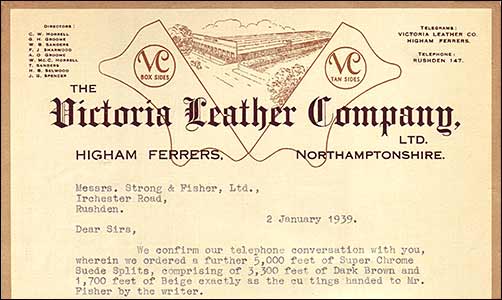 DIRECTORS:
C. W. HORRELL
G. H. GROOME
W. B. SANDERS
F. J. SHARWOOD
A. O. GROOME
W. McC. HORRELL
T. SANDERS
H. B. SELWOOD
J. G. SPENCER
VC
BOX SIDES
VC
TAN SIDES
TELEGRAMS:
VICTORIA LEATHER CO.
HIGHAM FERRERS.
TELEPHONE:
RUSHDEN 147.
THE
Victoria Leather Company,
LTD.
HIGHAM FERRERS,
NORTHAMPTONSHIRE.
Messrs. Strong & Fisher, Ltd.,
Irchester Road,
Rushden.
2 January 1939.
Dear Sirs,
We confirm our telephone conversation with you,
wherein we ordered a further 5,000 feet of Super Chrome
Suede Splits, comprising of 3,300 feet of Dark Brown and
1,700 feet of Beige exactly as the cuttings handed to Mr.
Fisher by the writer.